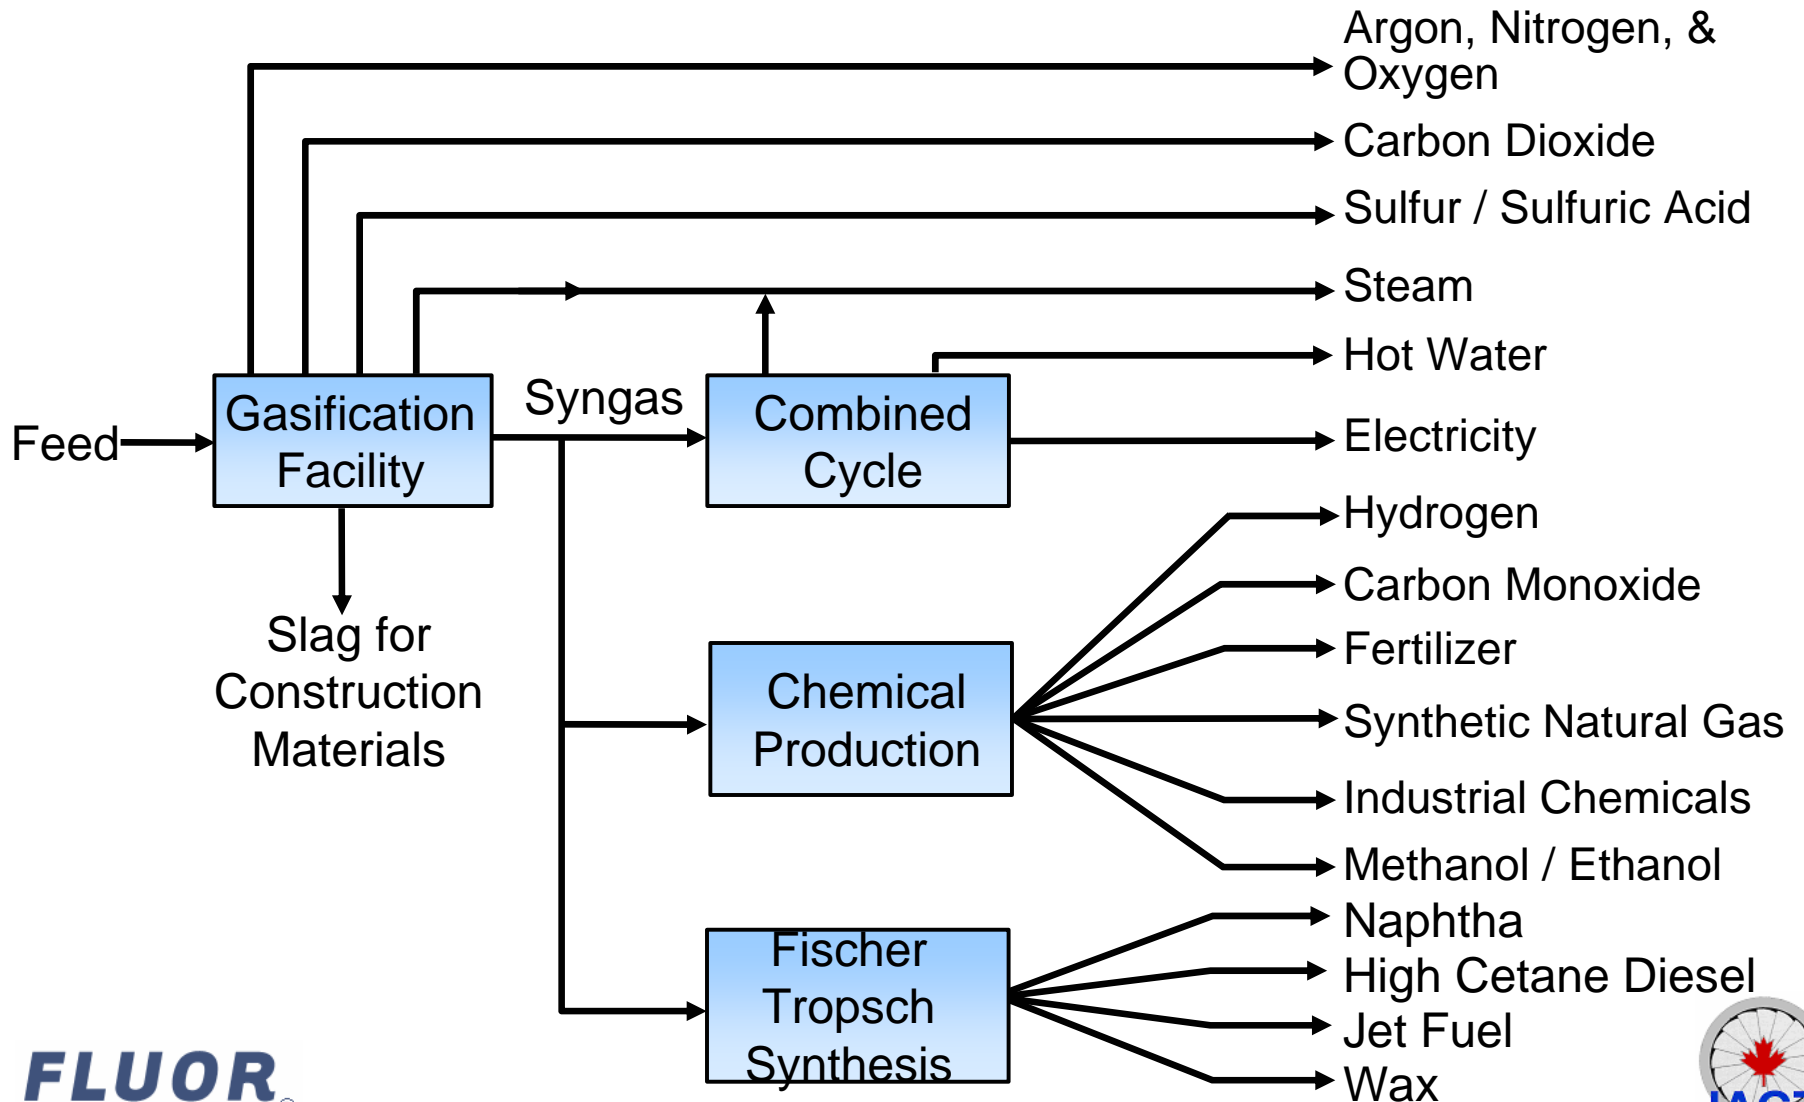 Argon, Nitrogen, &
Oxygen
Carbon Dioxide
Sulfur / Sulfuric Acid
Steam
Hot Water
Electricity
Feed
Gasification
Facility
Syngas
Combined
Cycle
Slag for
Construction
Materials
Hydrogen
Carbon Monoxide
Fertilizer
Synthetic Natural Gas
Industrial Chemicals
Methanol / Ethanol
Chemical
Production
Naphtha
High Cetane Diesel
Jet Fuel
Wax
Fischer
Tropsch
Synthesis
FLUOR